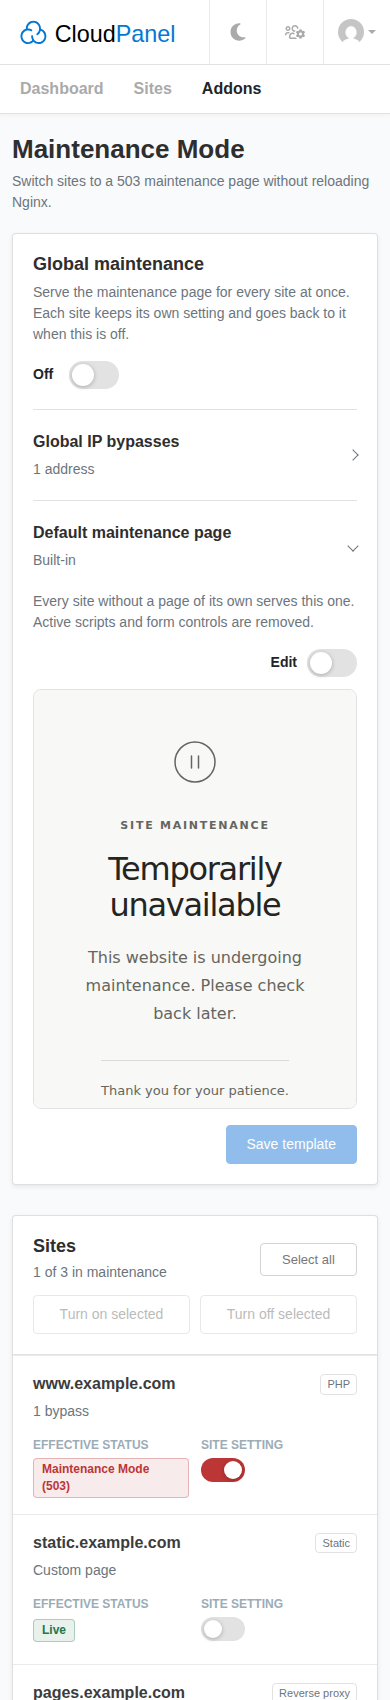 CloudPanel
Dashboard Sites Addons
Maintenance Mode
Switch sites to a 503 maintenance page without reloading
Nginx.
Global maintenance
Serve the maintenance page for every site at once.
Each site keeps its own setting and goes back to it
when this is off.
Off
Global IP bypasses
1 address
Default maintenance page
Built-in
Every site without a page of its own serves this one.
Active scripts and form controls are removed.
Edit
SITE MAINTENANCE
Temporarily
unavailable
This website is undergoing
maintenance. Please check
back later.
Thank you for your patience.
Save template
Sites
1 of 3 in maintenance
Select all
Turn on selected Turn off selected
www.example.com PHP
1 bypass
EFFECTIVE STATUS SITE SETTING
Maintenance Mode
(503)
static.example.com Static
Custom page
EFFECTIVE STATUS SITE SETTING
Live
pages.example.com Reverse proxy